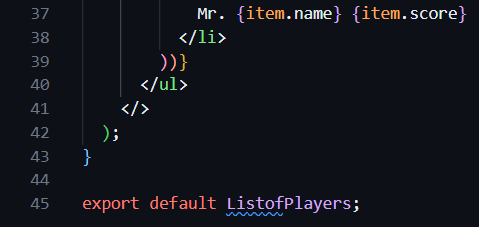 37 Mr. {item.name} {item.score}
38 </li>
39 ))}
40 </ul>
41 </>
42 );
43 }
44
45 export default ListofPlayers;